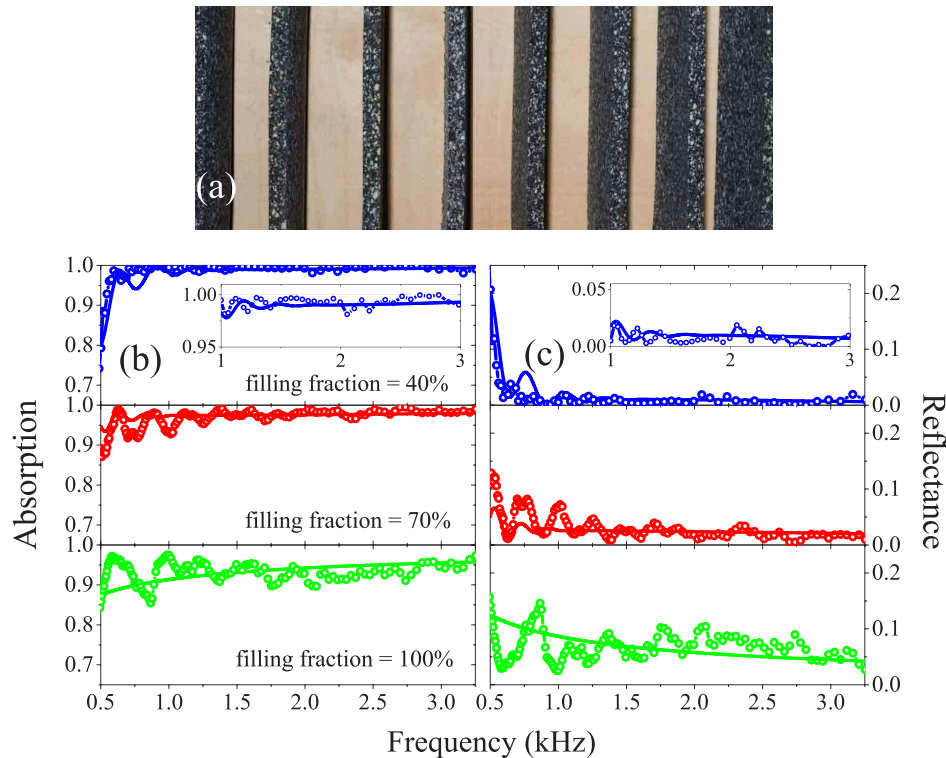 (a)
1.0
0.9
0.8
0.7
1.00
0.95
1
2
3
(b)
filling fraction = 40%
0.05
0.00
1
2
3
(c)
0.2
0.1
0.0
1.0
0.9
0.8
0.7
filling fraction = 70%
0.2
0.1
0.0
1.0
0.9
0.8
0.7
filling fraction = 100%
0.2
0.1
0.0
Absorption
Reflectance
0.5 1.0 1.5 2.0 2.5 3.0
0.5 1.0 1.5 2.0 2.5 3.0
Frequency (kHz)